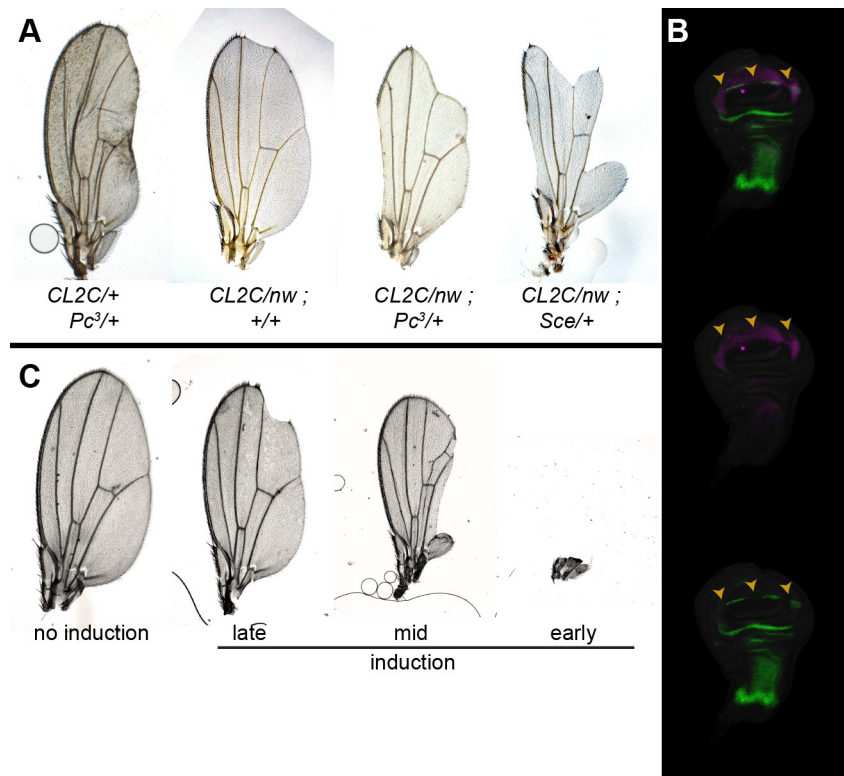 A
B
CL2C/+
Pc³/+
CL2C/nw ;
+/+
CL2C/nw ;
Pc³/+
CL2C/nw ;
Sce/+
C
no induction
late
mid
early
induction